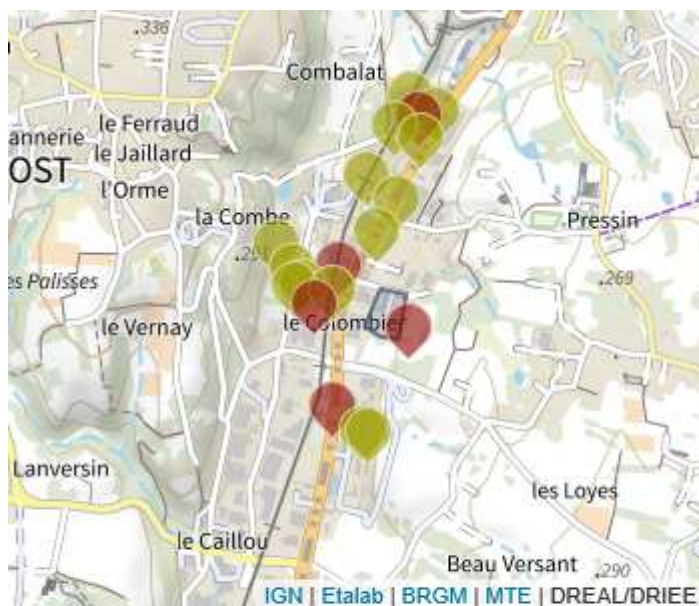 .336
Combalat
le Ferraud
annerie
le Jaillard
OST
l'Orme
la Combe
Pressin
es Palisses
.269
le Colombier
le Vernay
Lanversin
les Loyes
le Caillou
Beau Versant
.290
IGN | Etalab | BRGM | MTE | DREAL/DRIEE